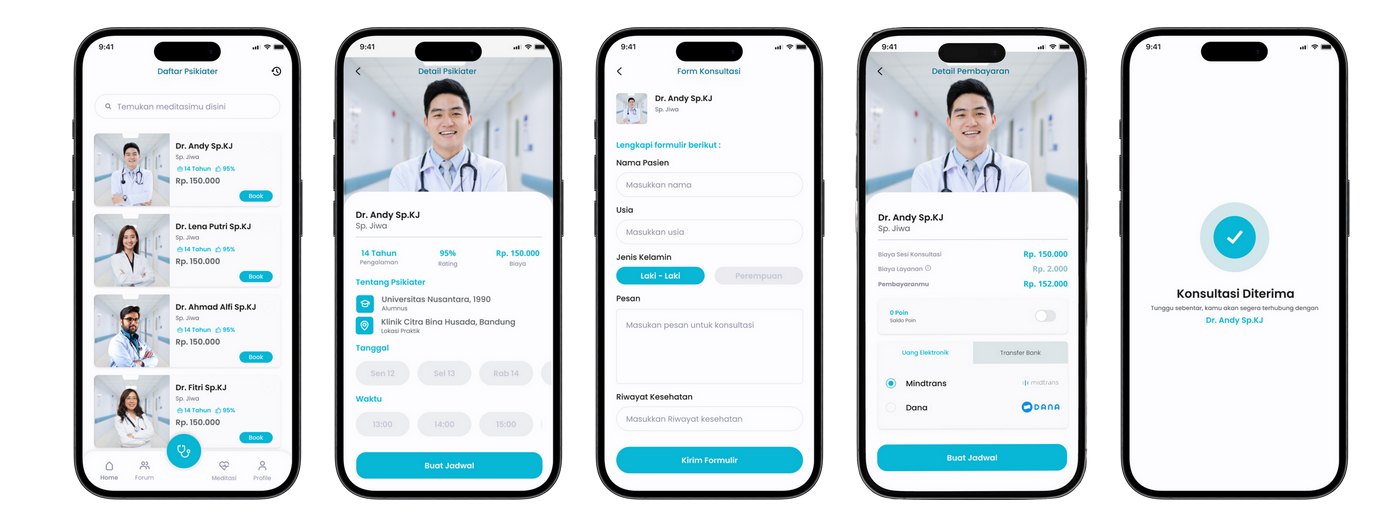 9:41
Daftar Psikiater
Temukan meditasimu disini
Dr. Andy Sp.KJ
Sp. Jiwa
14 Tahun 95%
Rp. 150.000
Book
Dr. Lena Putri Sp.KJ
Sp. Jiwa
14 Tahun 95%
Rp. 150.000
Book
Dr. Ahmad Alfi Sp.KJ
Sp. Jiwa
14 Tahun 95%
Rp. 150.000
Book
Dr. Fitri Sp.KJ
Sp. Jiwa
14 Tahun 95%
Rp. 150.000
Book
Home Forum Meditasi Profile
9:41
Detail Psikiater
Dr. Andy Sp.KJ
Sp. Jiwa
14 Tahun 95% Rp. 150.000
Pengalaman Rating Biaya
Tentang Psikiater
Universitas Nusantara, 1990
Alumnus
Klinik Citra Bina Husada, Bandung
Lokasi Praktik
Tanggal
Sen 12 Sel 13 Rab 14
Waktu
13:00 14:00 15:00
Buat Jadwal
9:41
Form Konsultasi
Dr. Andy Sp.KJ
Sp. Jiwa
Lengkapi formulir berikut :
Nama Pasien
Masukkan nama
Usia
Masukkan usia
Jenis Kelamin
Laki - Laki Perempuan
Pesan
Masukan pesan untuk konsultasi
Riwayat Kesehatan
Masukkan Riwayat kesehatan
Kirim Formulir
9:41
Detail Pembayaran
Dr. Andy Sp.KJ
Sp. Jiwa
Biaya Sesi Konsultasi Rp. 150.000
Biaya Layanan Rp. 2.000
Pembayaranmu Rp. 152.000
0 Poin
Saldo Poin
Uang Elektronik Transfer Bank
Mindtrans midtrans
Dana DANA
Buat Jadwal
9:41
Konsultasi Diterima
Tunggu sebentar, kamu akan segera terhubung dengan
Dr. Andy Sp.KJ